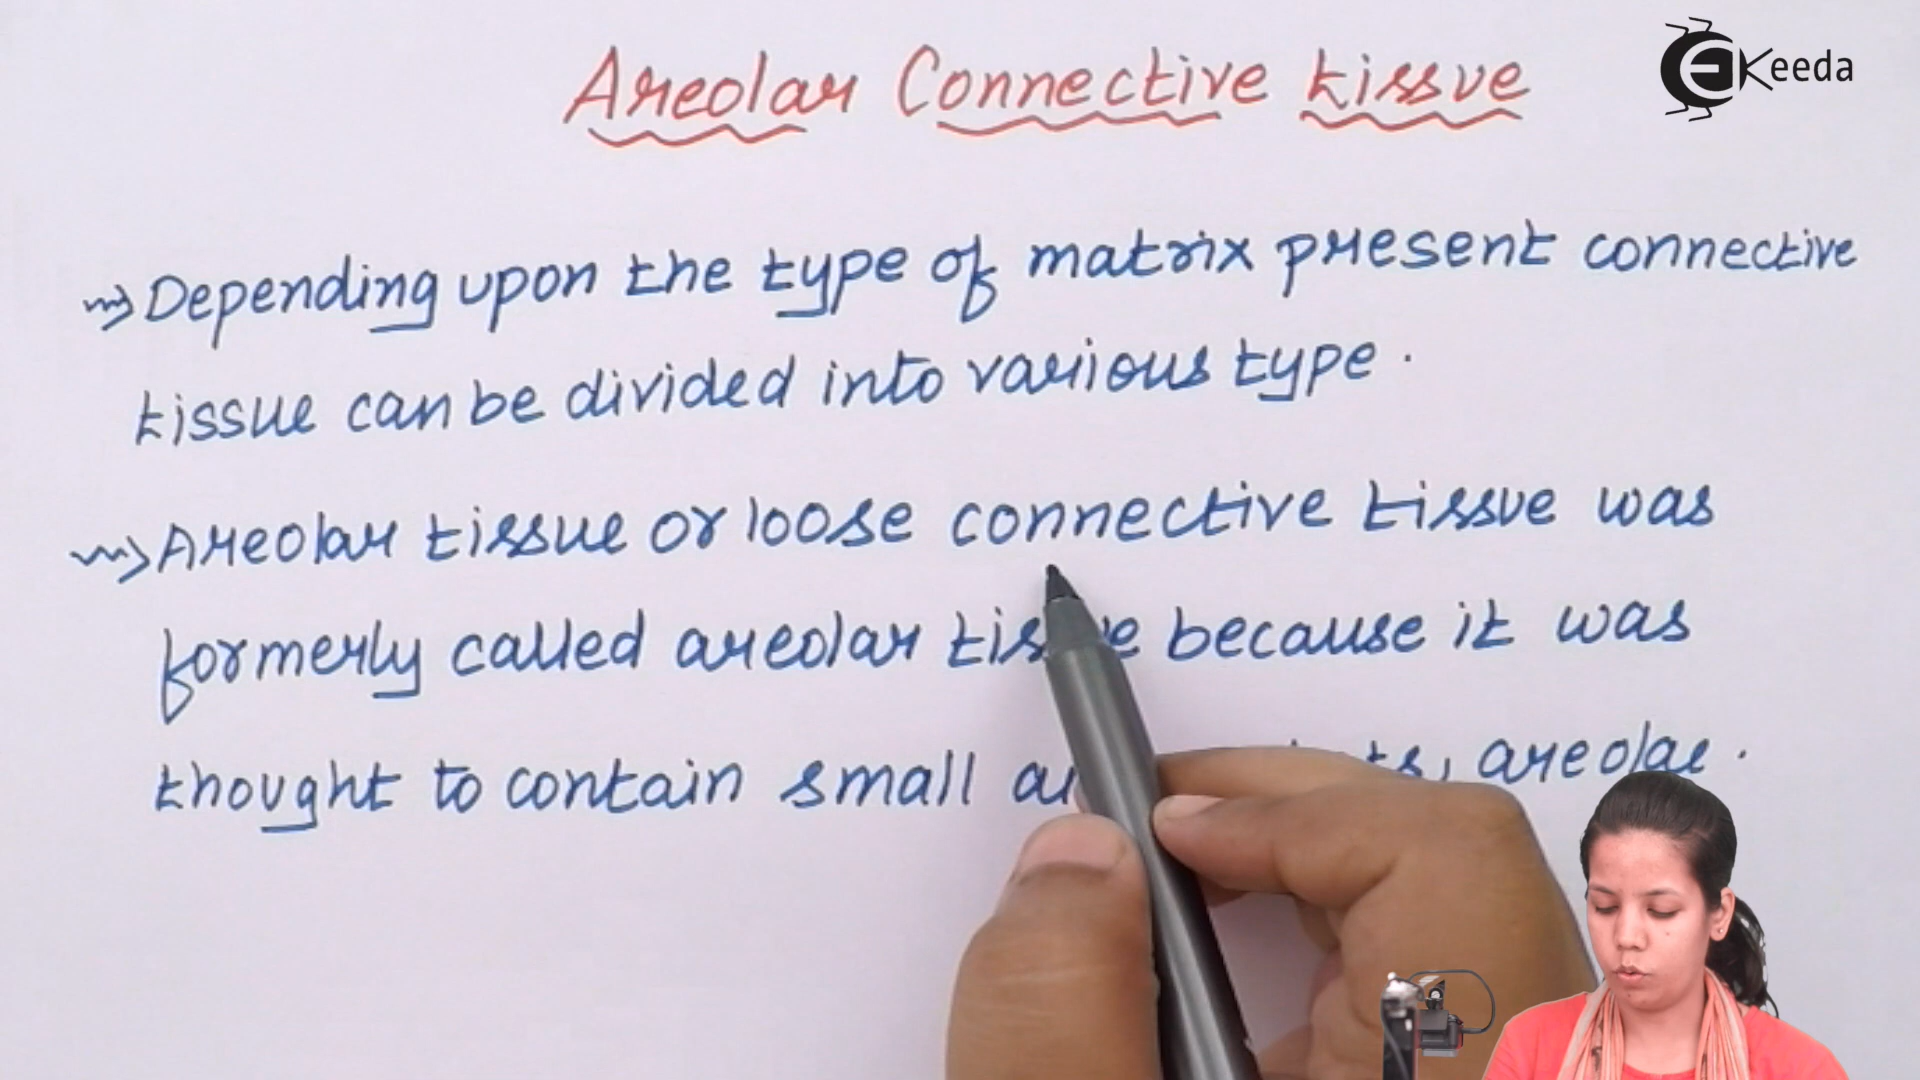 Areolar Connective tissue
EKeeda
Depending upon the type of matrix present connective
tissue can be divided into various type.
Areolar tissue or loose connective tissue was
formerly called areolar tissue because it was
thought to contain small areolae.